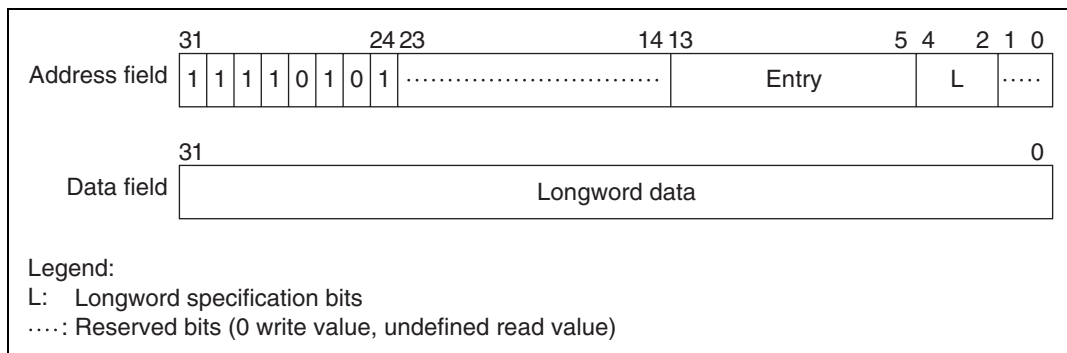 31 24 23 14 13 5 4 2 1 0
Address field 1 1 1 1 0 1 0 1 ............................ Entry L .....
31 0
Data field Longword data
Legend:
L: Longword specification bits
....: Reserved bits (0 write value, undefined read value)